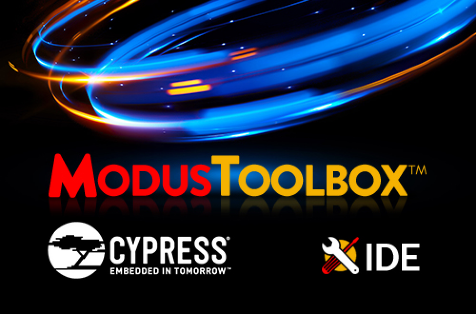 ModusToolbox™
CYPRESS®
EMBEDDED IN TOMORROW™
IDE